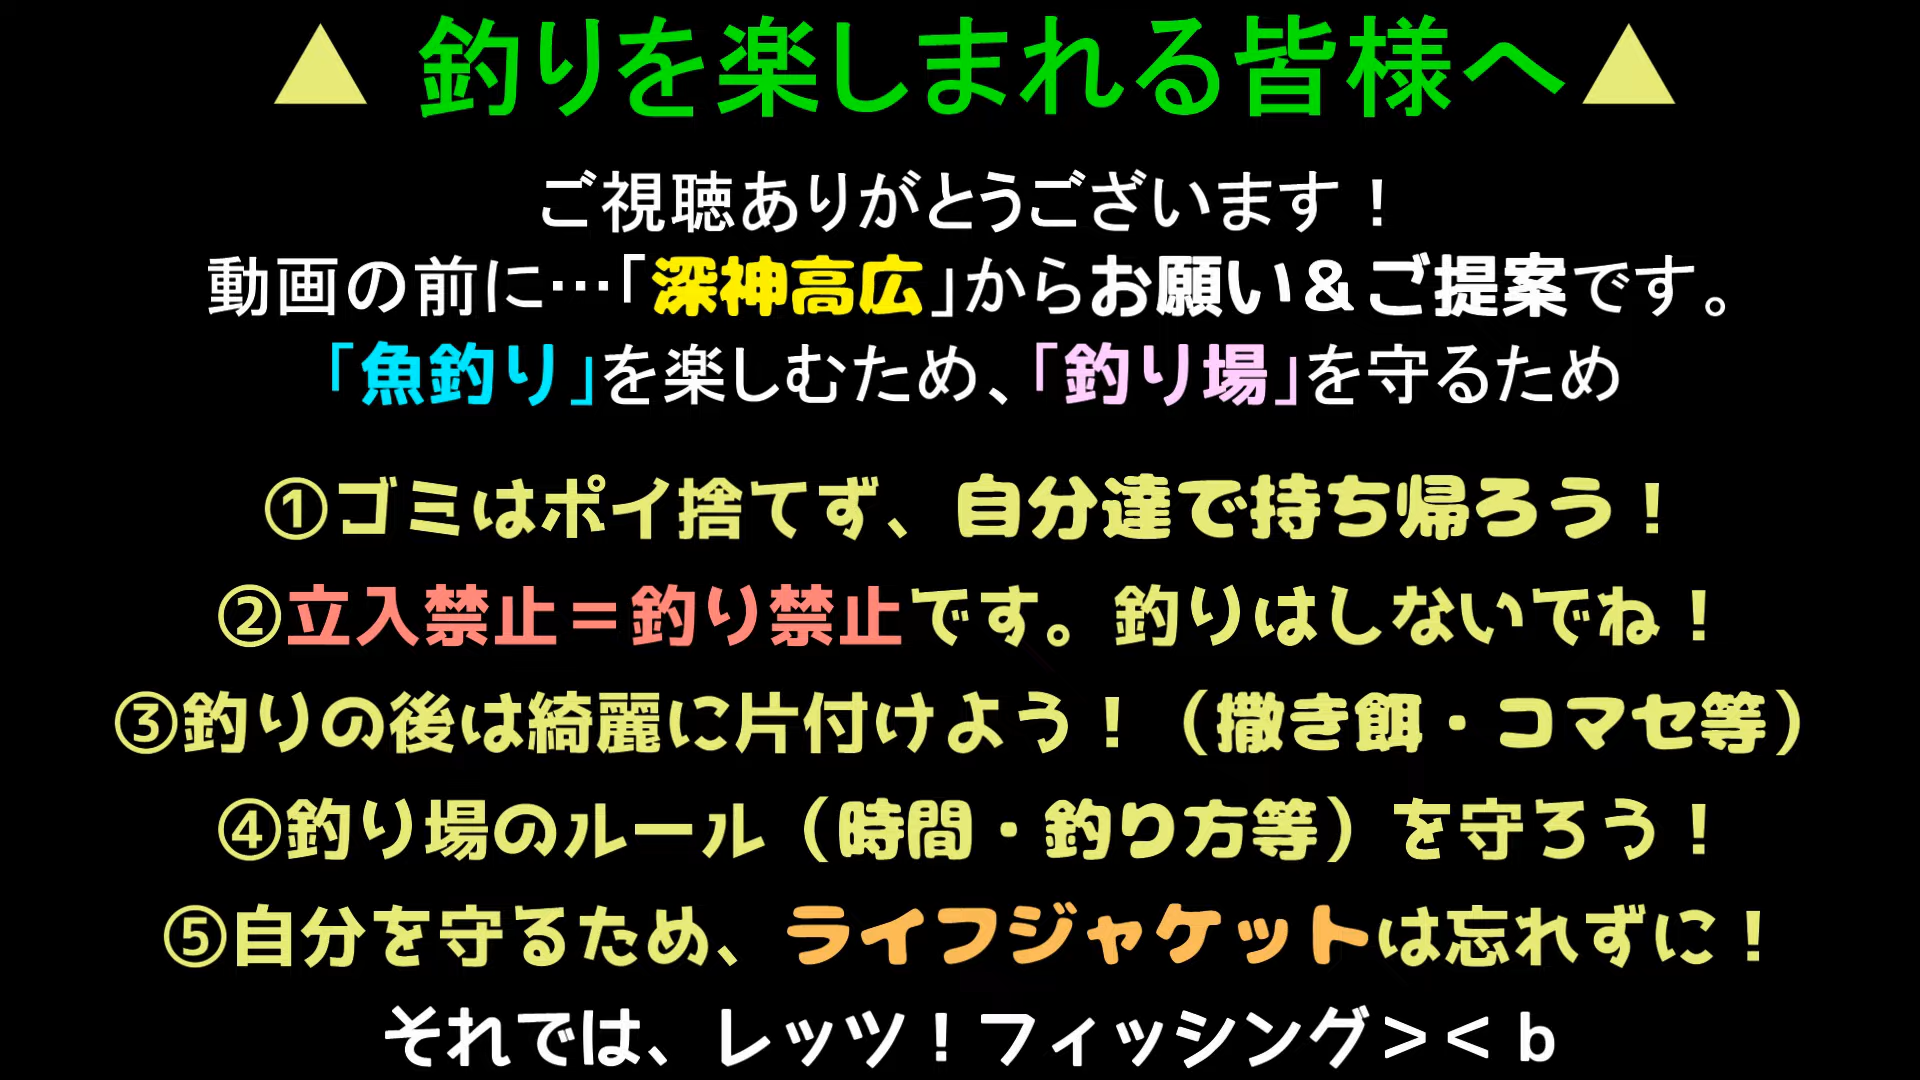 ▲ 釣りを楽しまれる皆様へ▲
ご視聴ありがとうございます！
動画の前に…「深神高広」からお願い＆ご提案です。
「魚釣り」を楽しむため、「釣り場」を守るため
①ゴミはポイ捨てず、自分達で持ち帰ろう！
②立入禁止＝釣り禁止です。釣りはしないでね！
③釣りの後は綺麗に片付けよう！（撒き餌・コマセ等）
④釣り場のルール（時間・釣り方等）を守ろう！
⑤自分を守るため、ライフジャケットは忘れずに！
それでは、レッツ！フィッシング＞＜ｂ